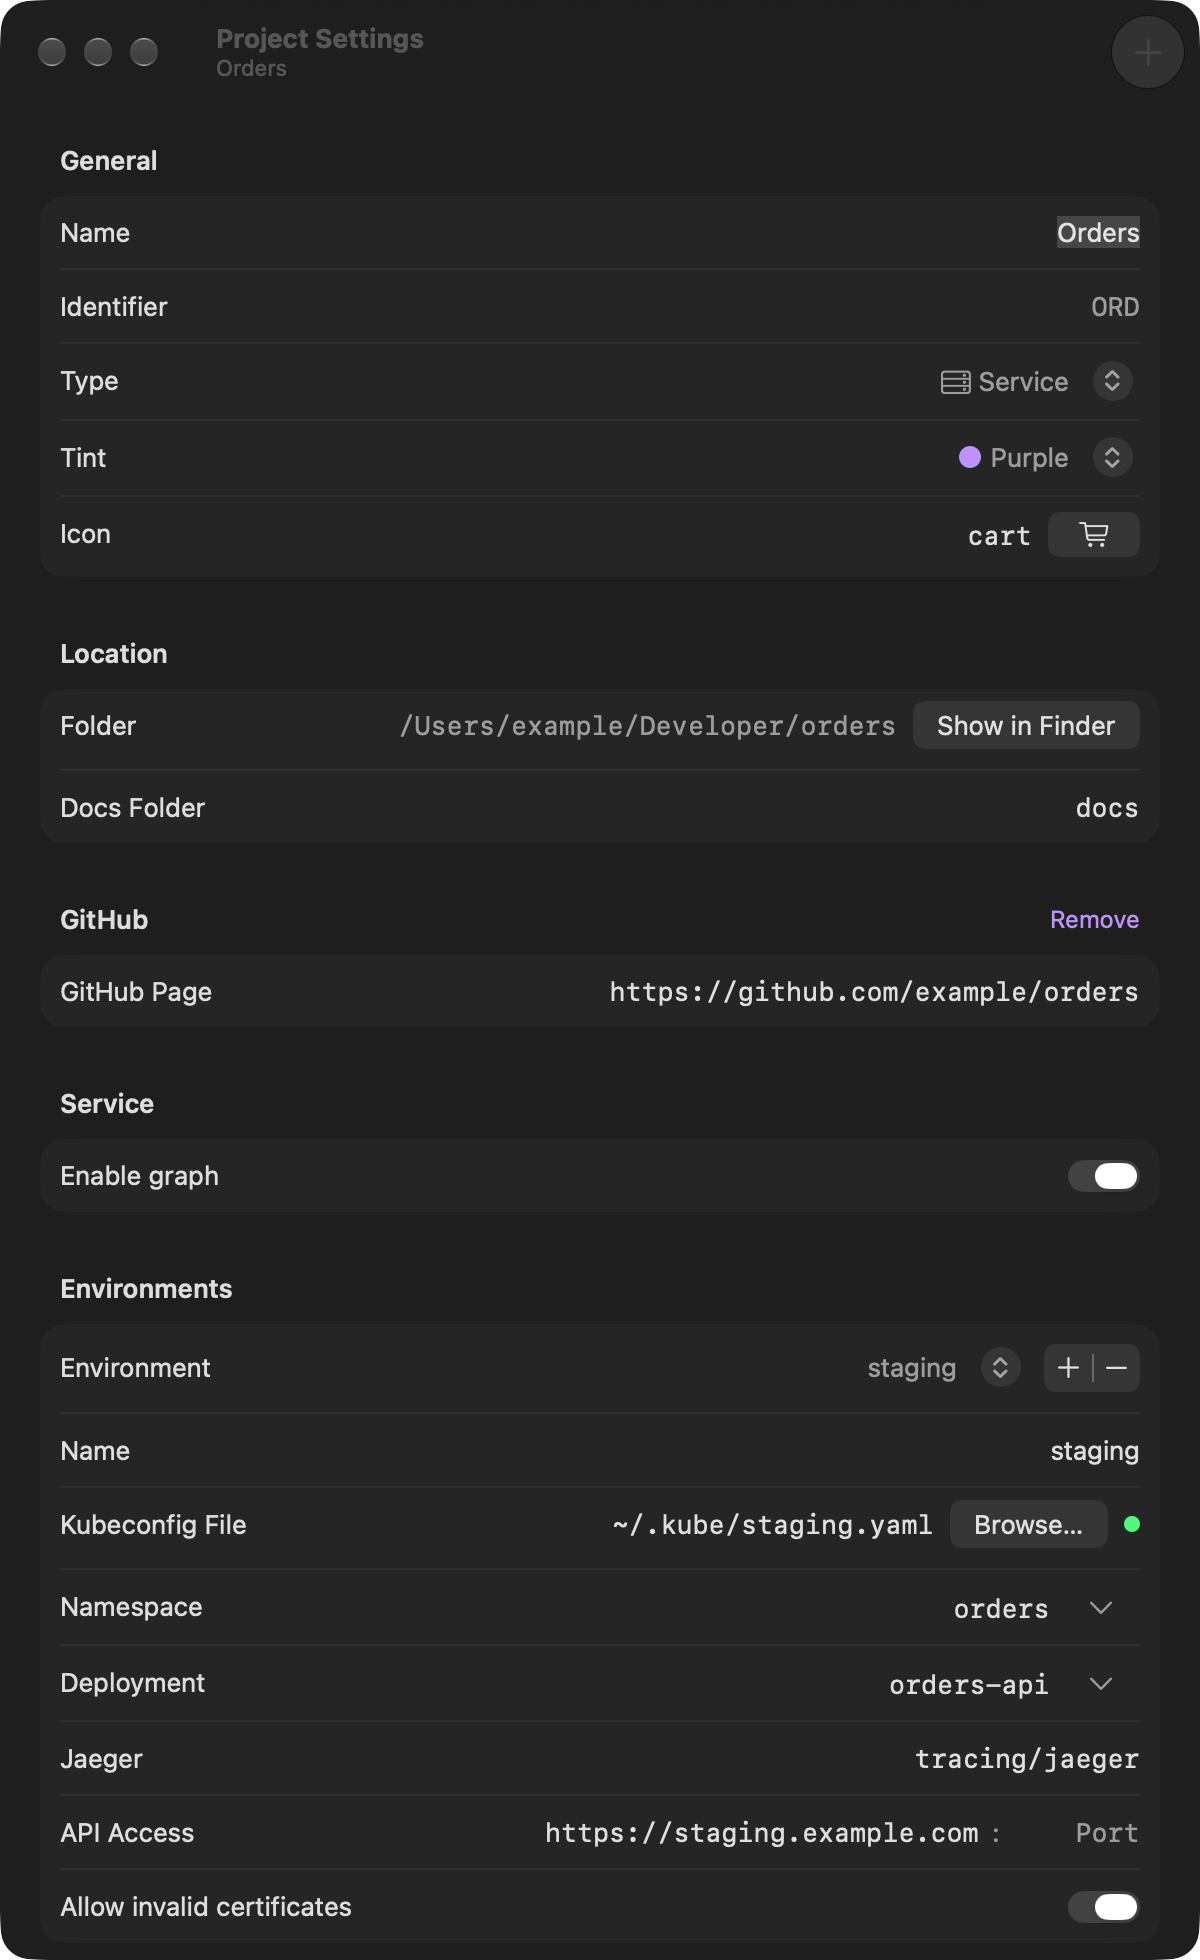 Project Settings
Orders
General
Name Orders
Identifier ORD
Type Service
Tint Purple
Icon cart
Location
Folder /Users/example/Developer/orders Show in Finder
Docs Folder docs
GitHub Remove
GitHub Page https://github.com/example/orders
Service
Enable graph
Environments
Environment staging + −
Name staging
Kubeconfig File ~/.kube/staging.yaml Browse...
Namespace orders
Deployment orders-api
Jaeger tracing/jaeger
API Access https://staging.example.com : Port
Allow invalid certificates